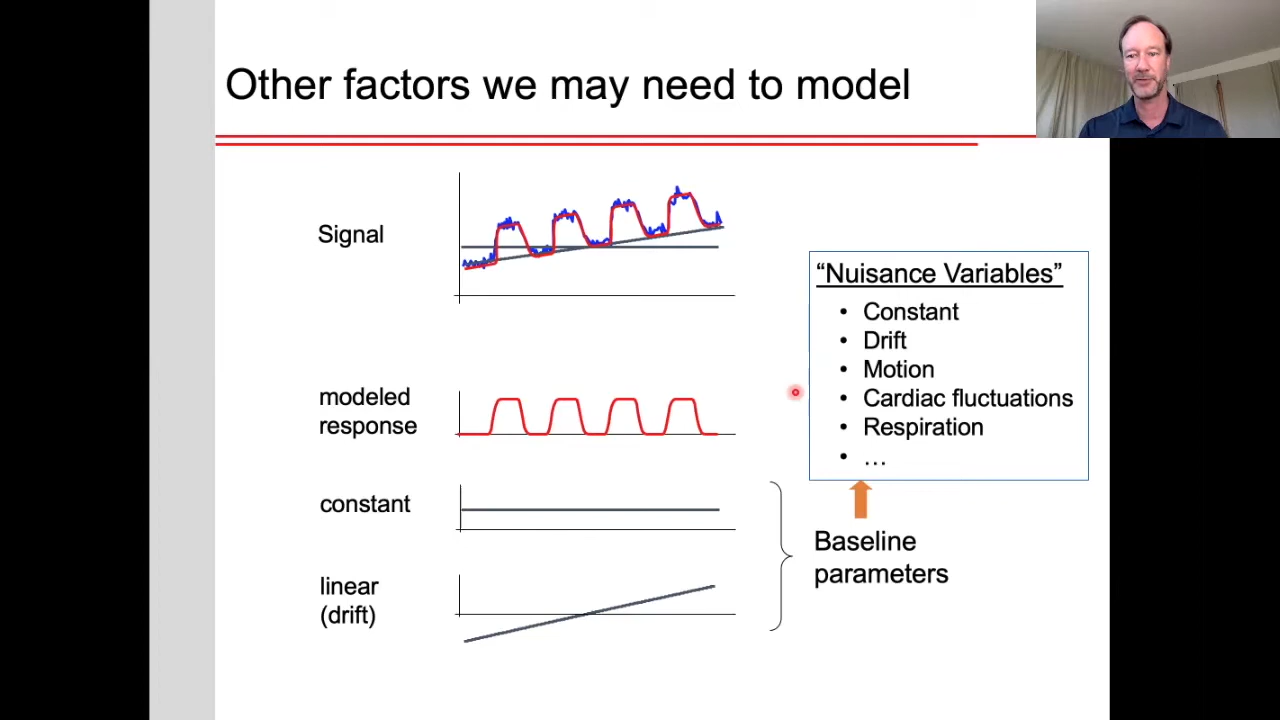 Other factors we may need to model
Signal
modeled
response
constant
linear
(drift)
“Nuisance Variables”
• Constant
• Drift
• Motion
• Cardiac fluctuations
• Respiration
• …
Baseline
parameters